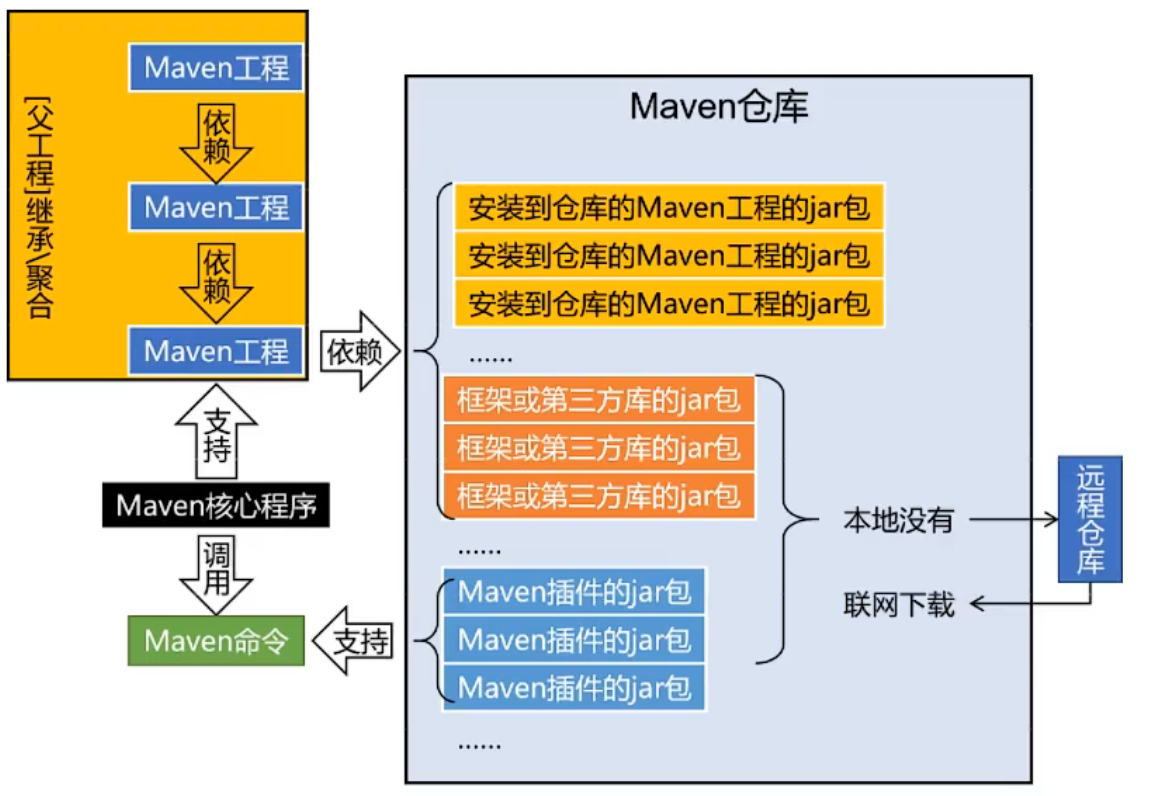 Maven工程
依赖
Maven工程
依赖
Maven工程
[父工程]继承\聚合
支持
Maven核心程序
调用
Maven命令
依赖
支持
Maven仓库
安装到仓库的Maven工程的jar包
安装到仓库的Maven工程的jar包
安装到仓库的Maven工程的jar包
......
框架或第三方库的jar包
框架或第三方库的jar包
框架或第三方库的jar包
......
Maven插件的jar包
Maven插件的jar包
Maven插件的jar包
......
本地没有
联网下载
远程仓库